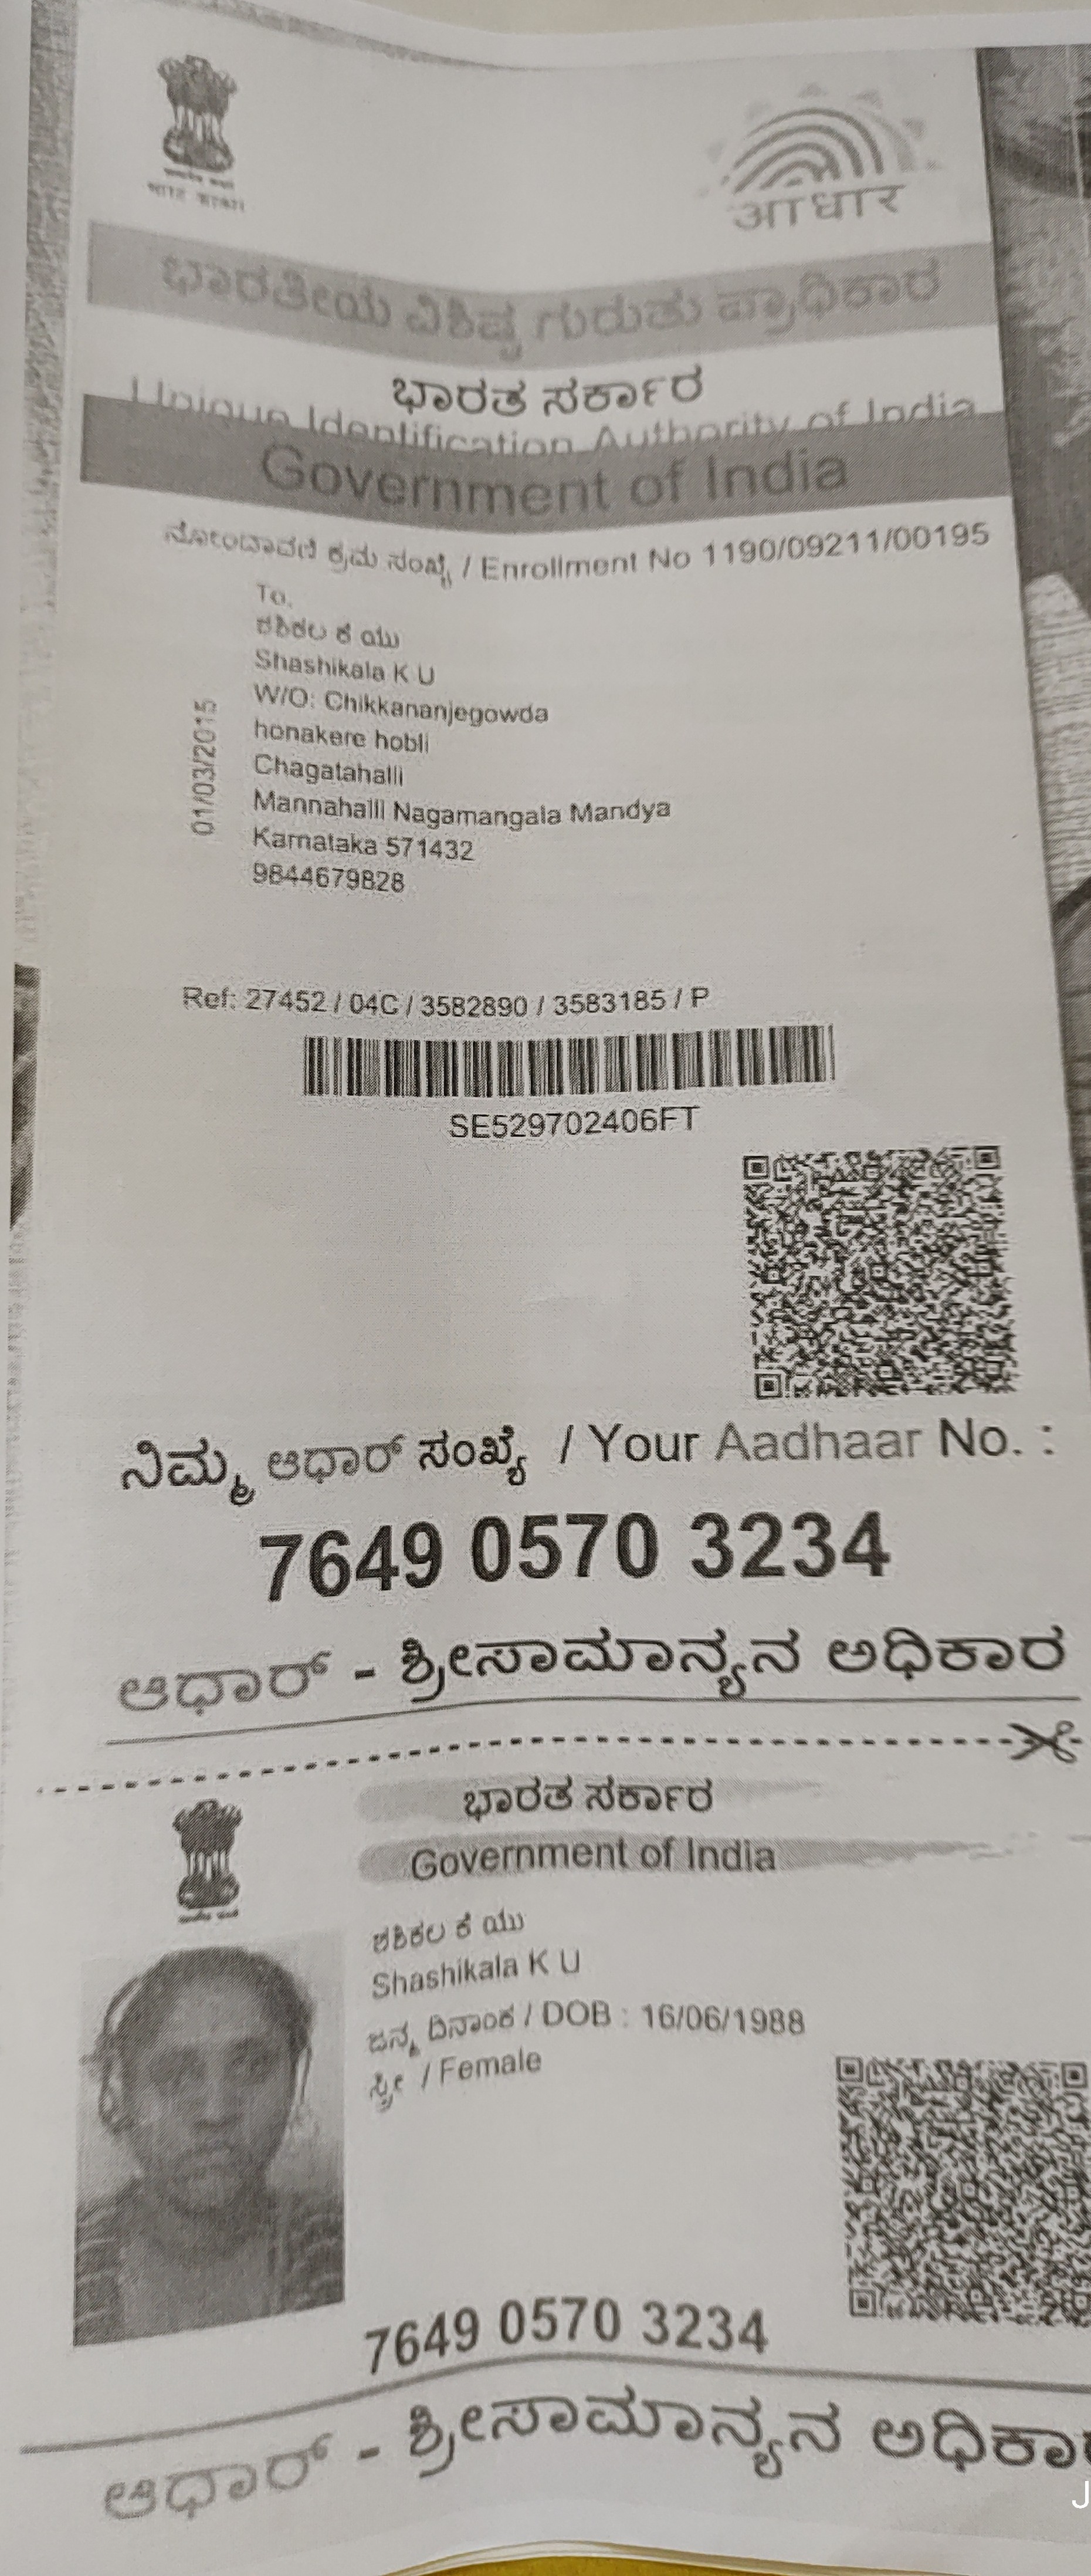 भारत सरकार
आधार
ಭಾರತೀಯ ವಿಶಿಷ್ಟ ಗುರುತು ಪ್ರಾಧಿಕಾರ
ಭಾರತ ಸರ್ಕಾರ
Unique Identification Authority of India
Government of India
ನೋಂದಾವಣೆ ಕ್ರಮ ಸಂಖ್ಯೆ / Enrollment No 1190/09211/00195
To,
ಶಶಿಕಲ ಕೆ ಯು
Shashikala K U
W/O: Chikkananjegowda
honakere hobli
Chagatahalli
Mannahalli Nagamangala Mandya
Karnataka 571432
9844679828
01/03/2015
Ref: 27452 / 04C / 3582890 / 3583185 / P
SE529702406FT
ನಿಮ್ಮ ಆಧಾರ್ ಸಂಖ್ಯೆ / Your Aadhaar No. :
7649 0570 3234
ಆಧಾರ್ - ಶ್ರೀಸಾಮಾನ್ಯನ ಅಧಿಕಾರ
ಭಾರತ ಸರ್ಕಾರ
Government of India
ಶಶಿಕಲ ಕೆ ಯು
Shashikala K U
ಜನ್ಮ ದಿನಾಂಕ / DOB : 16/06/1988
ಸ್ತ್ರೀ / Female
7649 0570 3234
ಆಧಾರ್ - ಶ್ರೀಸಾಮಾನ್ಯನ ಅಧಿಕಾ
J